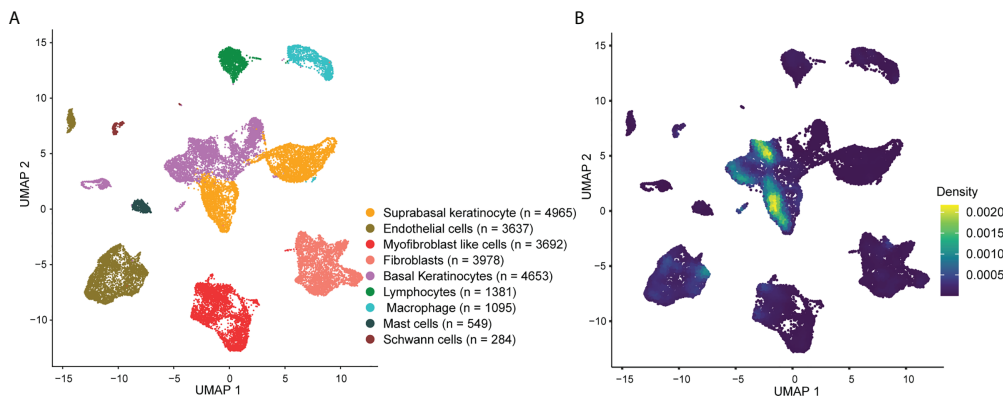 A
B
UMAP 2
15
10
5
0
−5
−10
−15
−10
−5
0
5
10
UMAP 1
Suprabasal keratinocyte (n = 4965)
Endothelial cells (n = 3637)
Myofibroblast like cells (n = 3692)
Fibroblasts (n = 3978)
Basal Keratinocytes (n = 4653)
Lymphocytes (n = 1381)
Macrophage (n = 1095)
Mast cells (n = 549)
Schwann cells (n = 284)
UMAP 2
15
10
5
0
−5
−10
−15
−10
−5
0
5
10
UMAP 1
Density
0.0020
0.0015
0.0010
0.0005